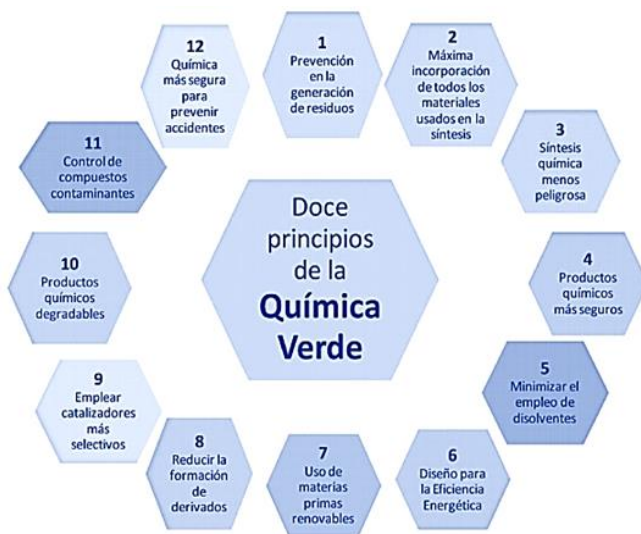 Doce
principios
de la
Química
Verde
1
Prevención
en la
generación
de residuos
2
Máxima
incorporación
de todos los
materiales
usados en la
síntesis
3
Síntesis
química
menos
peligrosa
4
Productos
químicos
más seguros
5
Minimizar el
empleo de
disolventes
6
Diseño para
la Eficiencia
Energética
7
Uso de
materias
primas
renovables
8
Reducir la
formación
de
derivados
9
Emplear
catalizadores
más
selectivos
10
Productos
químicos
degradables
11
Control de
compuestos
contaminantes
12
Química
más segura
para
prevenir
accidentes